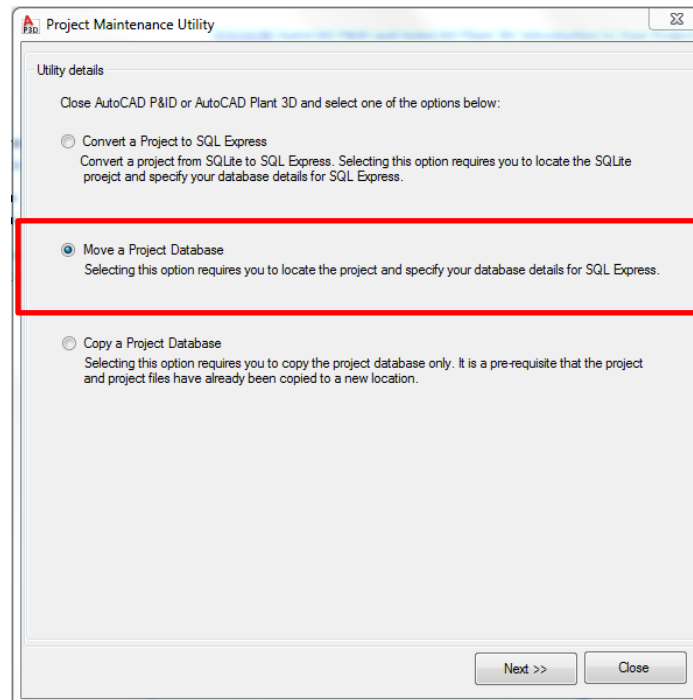 A
P3D
Project Maintenance Utility
Utility details
Close AutoCAD P&ID or AutoCAD Plant 3D and select one of the options below:
Convert a Project to SQL Express
Convert a project from SQLite to SQL Express. Selecting this option requires you to locate the SQLite
proejct and specify your database details for SQL Express.
Move a Project Database
Selecting this option requires you to locate the project and specify your database details for SQL Express.
Copy a Project Database
Selecting this option requires you to copy the project database only. It is a pre-requisite that the project
and project files have already been copied to a new location.
Next >>
Close